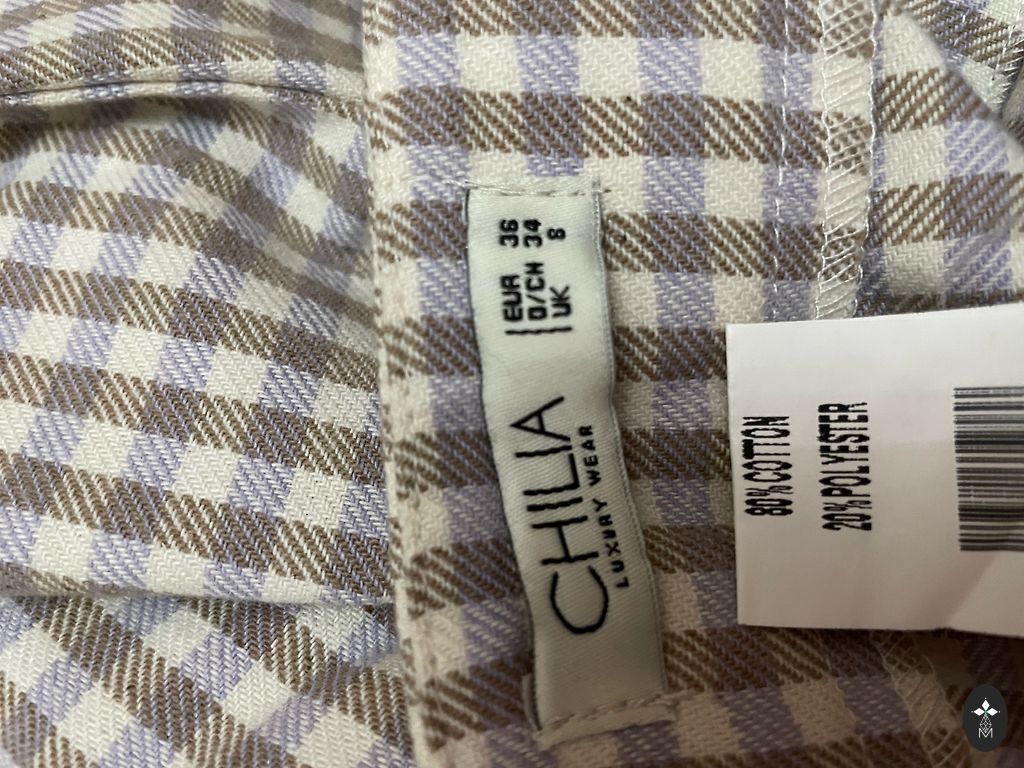 CHILIA
LUXURY WEAR
EUR 36
D/CH 34
UK 8
80%COTTON
20%POLYESTER
M